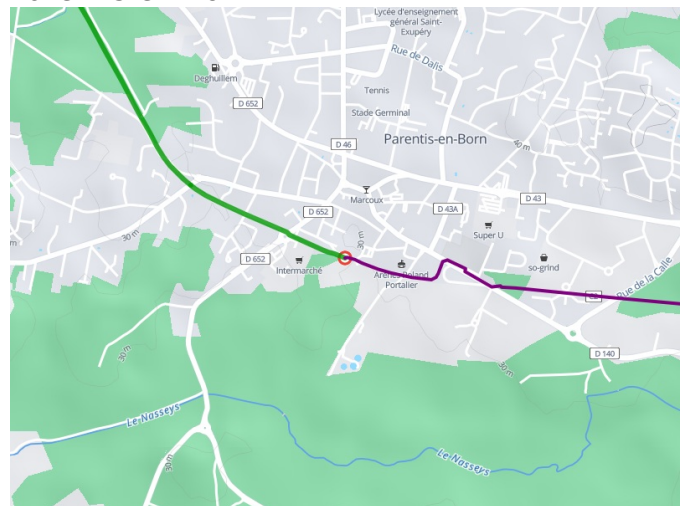 Lycée d'enseignement
général Saint-
Exupéry
Rue de Dalis
Deghuillem
Tennis
D 652
Stade Germinal
Parentis-en-Born
D 46
40 m
Marcoux
D 43
D 652
D 43A
30 m
30 m
Super U
D 652
Intermarché
Arènes Roland
Portalier
so-grind
Rue de la Calle
C2
30 m
D 140
30 m
Le Nasseys
Le Nasseys
50 m